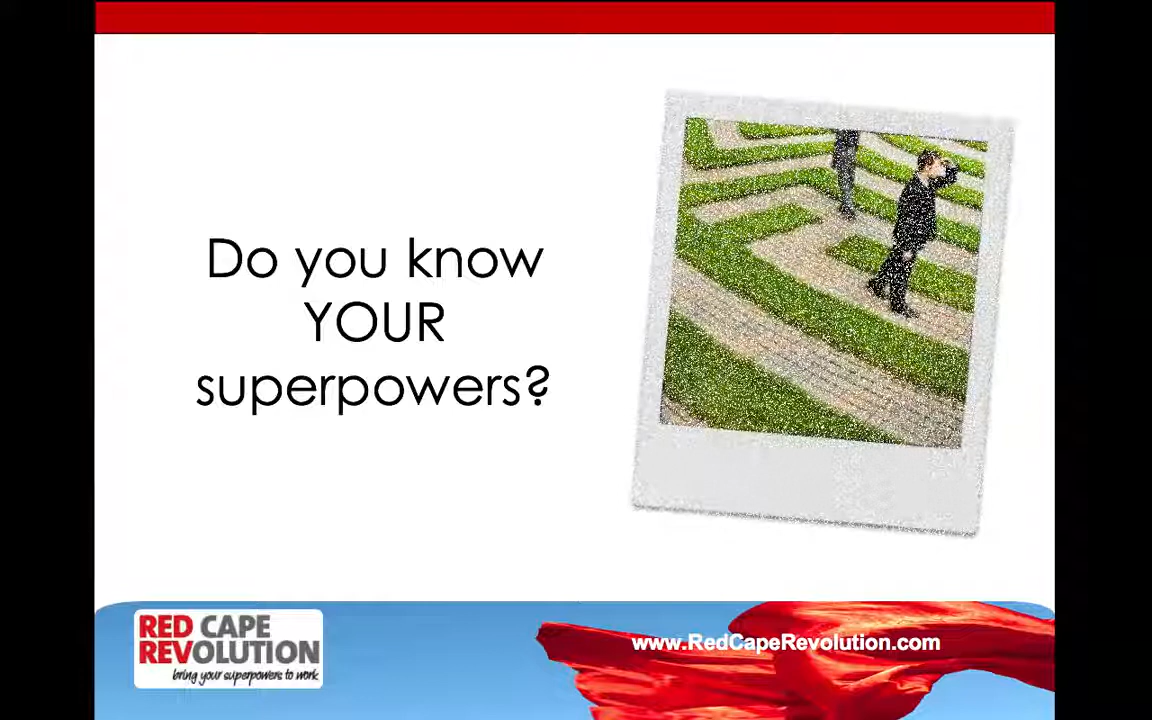 Do you know
YOUR
superpowers?
RED CAPE
REVOLUTION
bring your superpowers to work
www.RedCapeRevolution.com